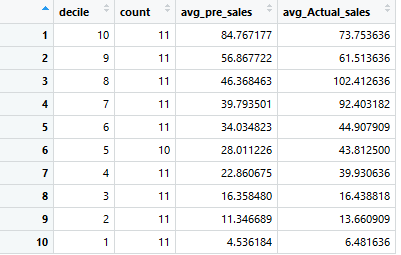 decile count avg_pre_sales avg_Actual_sales
1 10 11 84.767177 73.753636
2 9 11 56.867722 61.513636
3 8 11 46.368463 102.412636
4 7 11 39.793501 92.403182
5 6 11 34.034823 44.907909
6 5 10 28.011226 43.812500
7 4 11 22.860675 39.930636
8 3 11 16.358480 16.438818
9 2 11 11.346689 13.660909
10 1 11 4.536184 6.481636